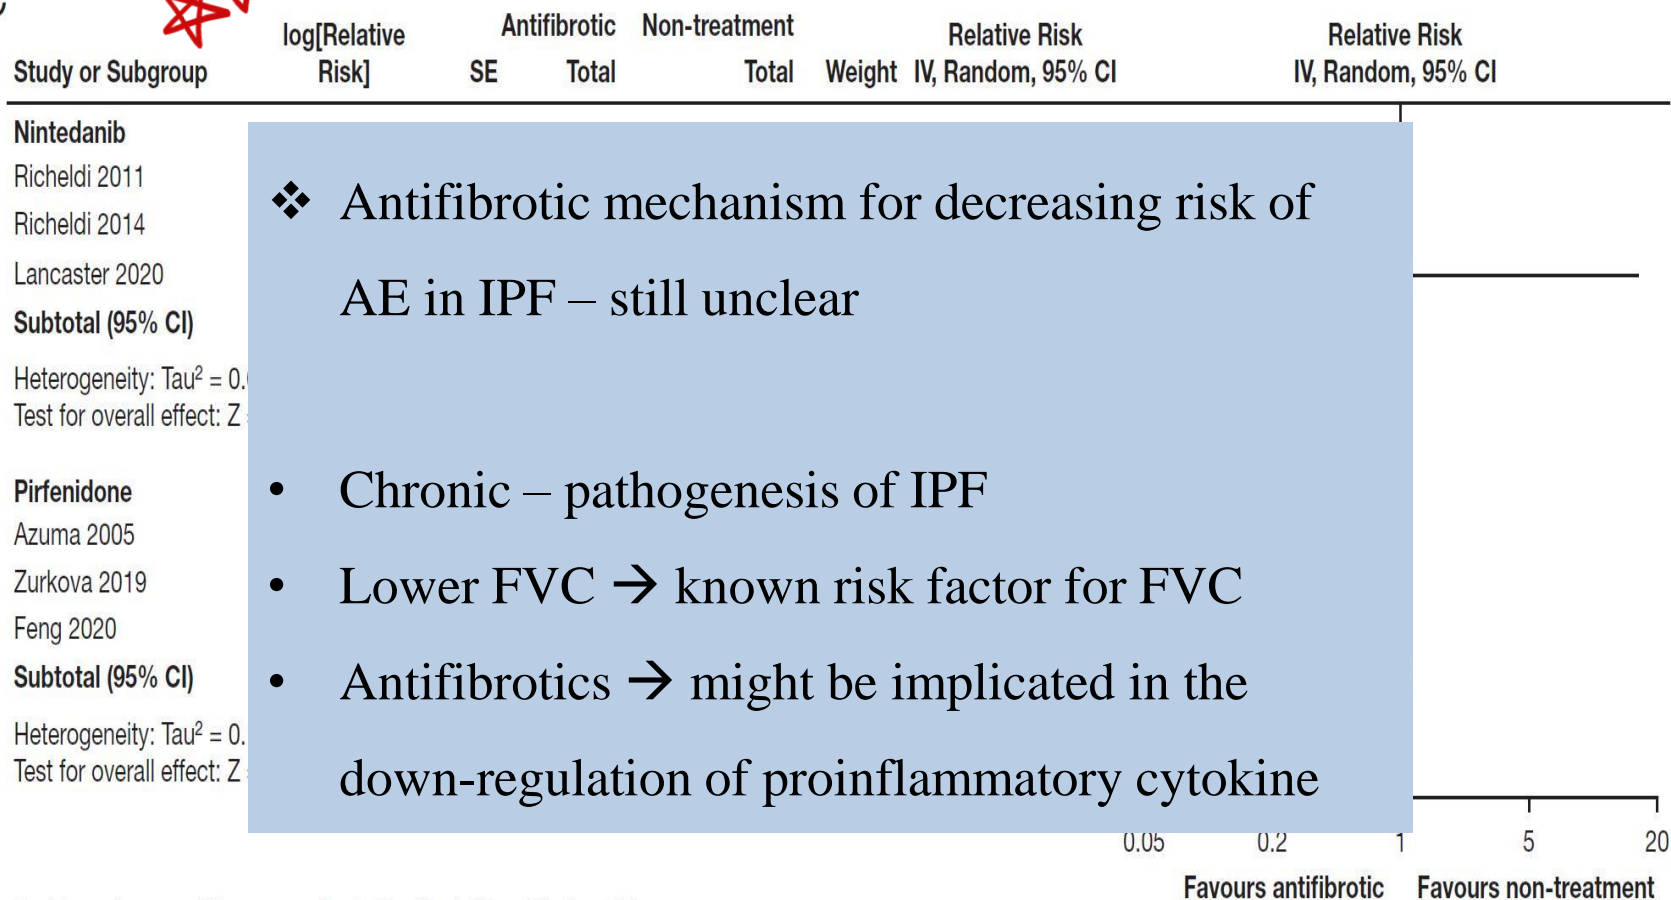 log[Relative Risk]
Antifibrotic Non-treatment
Relative Risk
Relative Risk
Study or Subgroup SE Total Total Weight IV, Random, 95% CI IV, Random, 95% CI
Nintedanib
Richeldi 2011
Richeldi 2014
Lancaster 2020
Subtotal (95% CI)
Heterogeneity: Tau² = 0.
Test for overall effect: Z
Pirfenidone
Azuma 2005
Zurkova 2019
Feng 2020
Subtotal (95% CI)
Heterogeneity: Tau² = 0.
Test for overall effect: Z
❖ Antifibrotic mechanism for decreasing risk of
AE in IPF – still unclear
• Chronic – pathogenesis of IPF
• Lower FVC → known risk factor for FVC
• Antifibrotics → might be implicated in the
down-regulation of proinflammatory cytokine
0.05 0.2 1 5 20
Favours antifibrotic Favours non-treatment